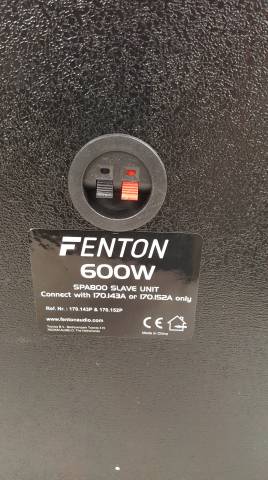 FENTON
600W
SPA800 SLAVE UNIT
Connect with 170.143A or 170.152A only
Ref. Nr.: 170.143P & 170.152P
www.fentonaudio.com
CE
Made in China